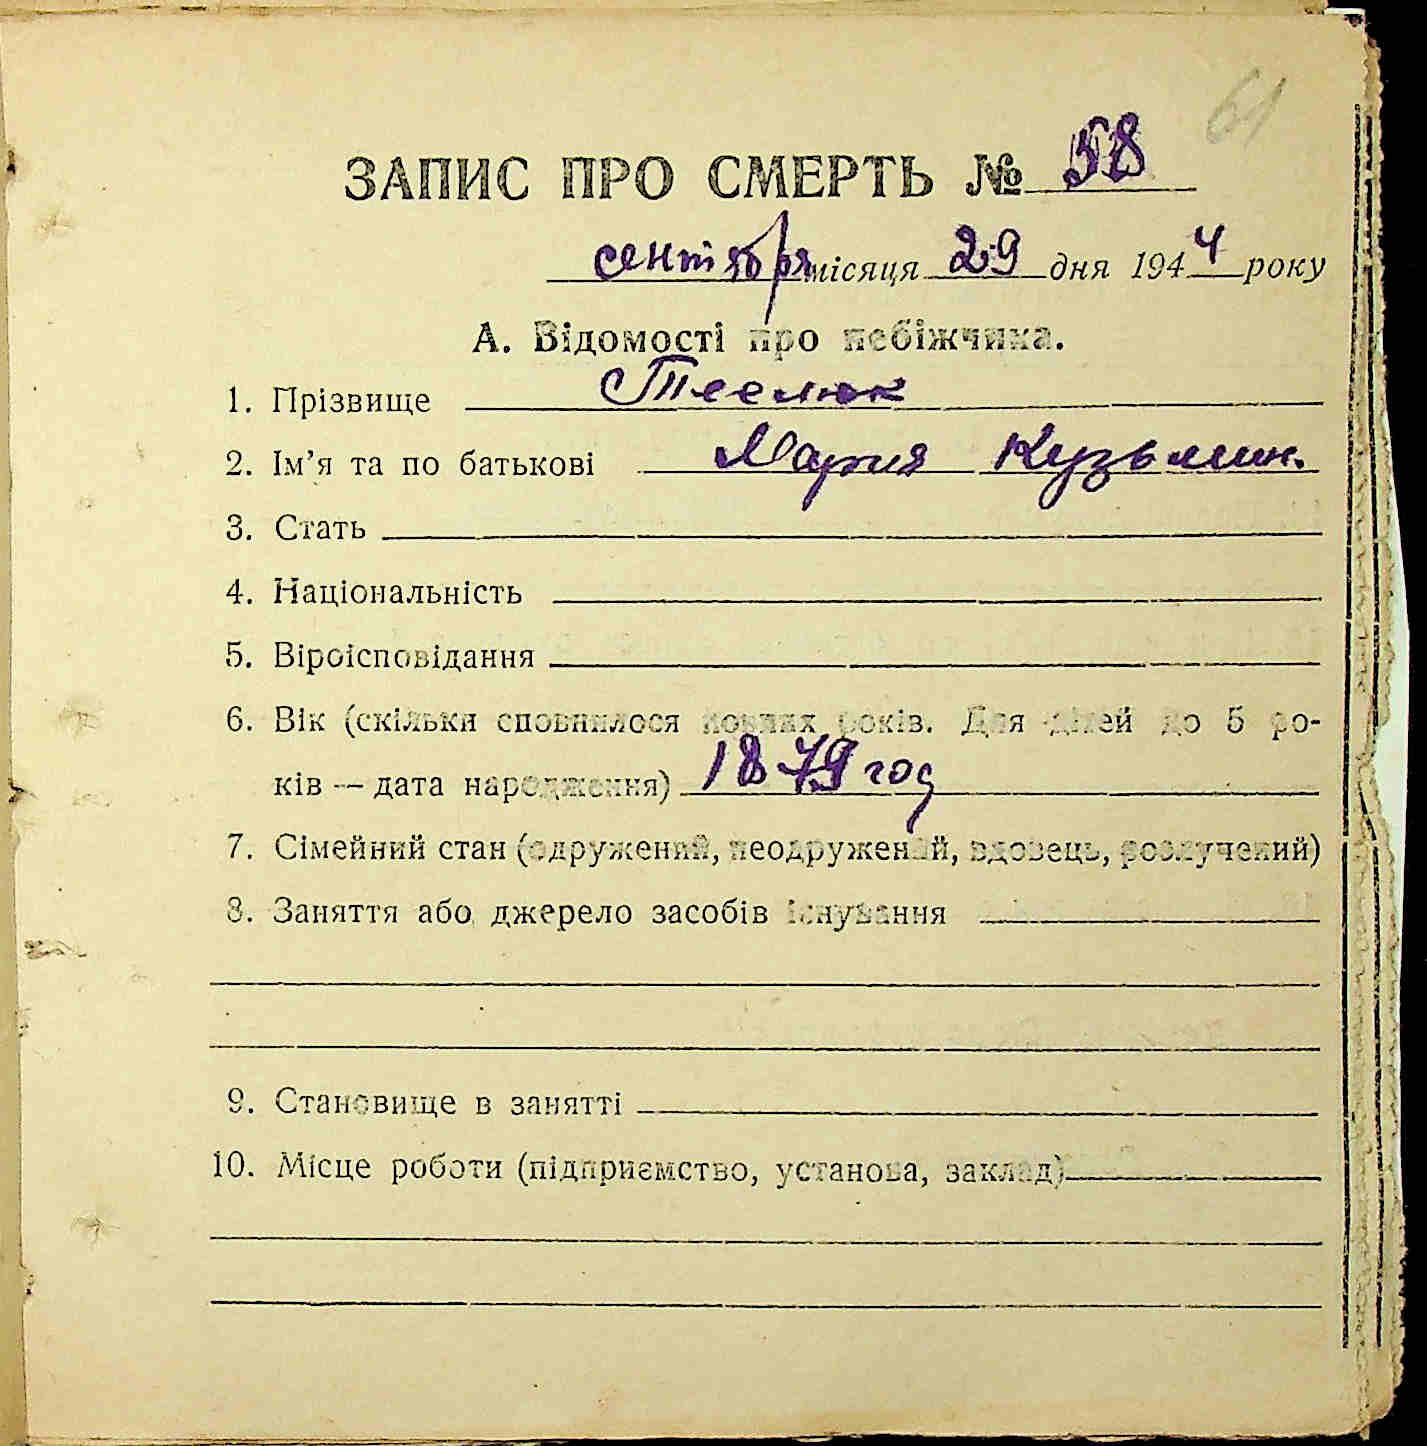 61
ЗАПИС ПРО СМЕРТЬ № 58
сентября місяця 29 дня 1944 року
А. Відомості про небіжчика.
1. Прізвище Теелюк
2. Ім’я та по батькові Мария Кузьмин.
3. Стать
4. Національність
5. Віроісповідання
6. Вік (скільки сповнилося повних років. Для дітей до 5 ро-
ків — дата народження) 1879 год
7. Сімейний стан (одружений, неодружений, вдовець, розлучений)
8. Заняття або джерело засобів існування
9. Становище в занятті
10. Місце роботи (підприємство, установа, заклад)